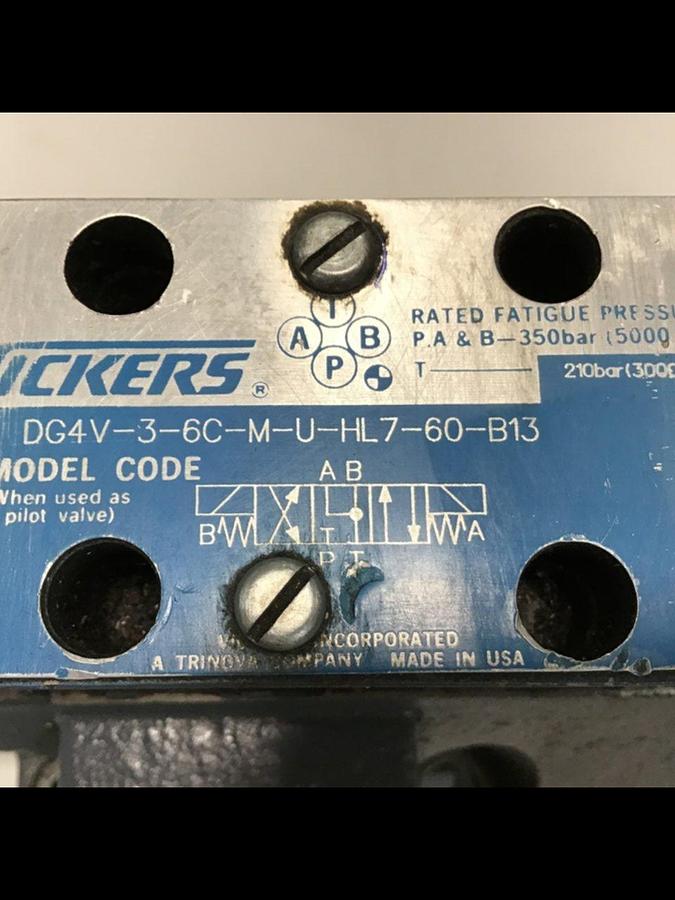 T
A B
P
RATED FATIGUE PRESSU
P.A & B—350bar (5000
T 210bar(300
ICKERS ®
DG4V-3-6C-M-U-HL7-60-B13
MODEL CODE
(When used as
pilot valve)
A B
B A
P T
INCORPORATED
A TRINOVA COMPANY MADE IN USA